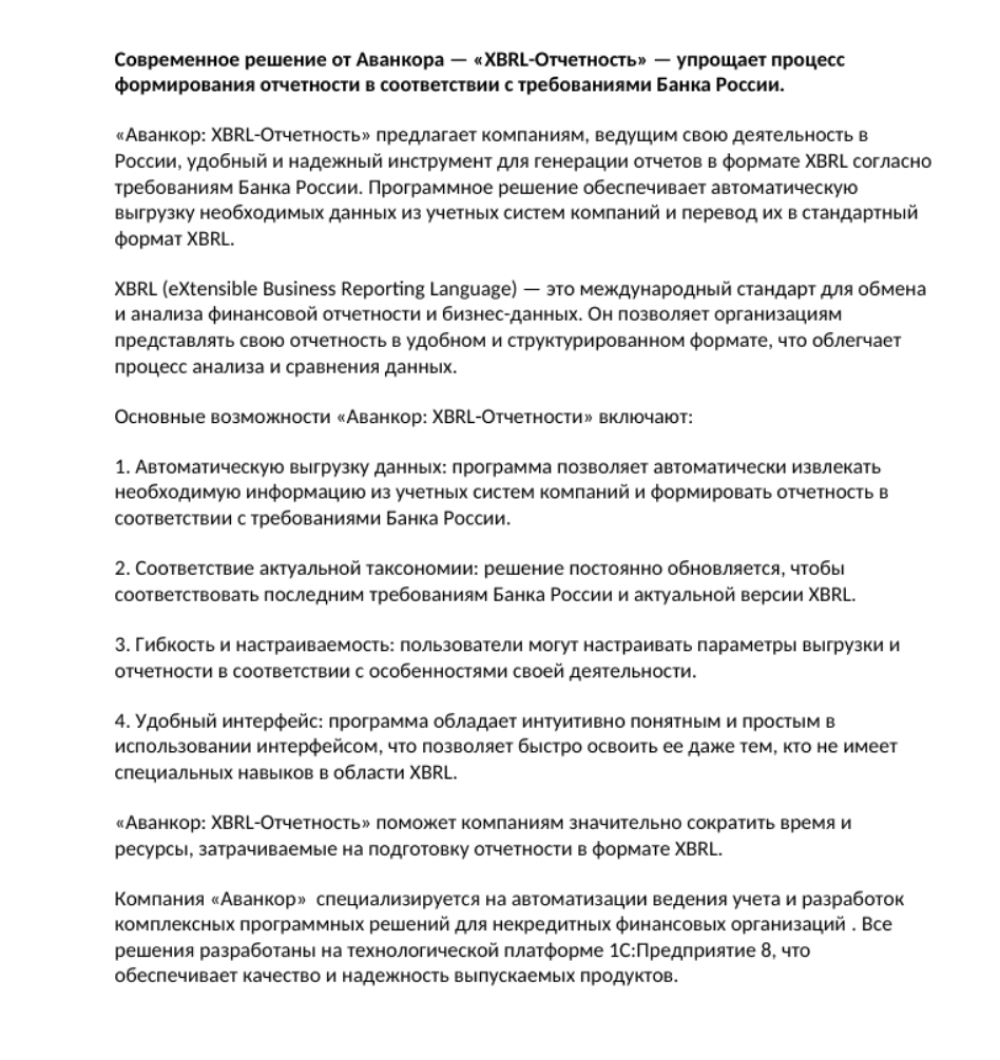 Современное решение от Аванкора — «XBRL-Отчетность» — упрощает процесс
формирования отчетности в соответствии с требованиями Банка России.
«Аванкор: XBRL-Отчетность» предлагает компаниям, ведущим свою деятельность в
России, удобный и надежный инструмент для генерации отчетов в формате XBRL согласно
требованиям Банка России. Программное решение обеспечивает автоматическую
выгрузку необходимых данных из учетных систем компаний и перевод их в стандартный
формат XBRL.
XBRL (eXtensible Business Reporting Language) — это международный стандарт для обмена
и анализа финансовой отчетности и бизнес-данных. Он позволяет организациям
представлять свою отчетность в удобном и структурированном формате, что облегчает
процесс анализа и сравнения данных.
Основные возможности «Аванкор: XBRL-Отчетности» включают:
1. Автоматическую выгрузку данных: программа позволяет автоматически извлекать
необходимую информацию из учетных систем компаний и формировать отчетность в
соответствии с требованиями Банка России.
2. Соответствие актуальной таксономии: решение постоянно обновляется, чтобы
соответствовать последним требованиям Банка России и актуальной версии XBRL.
3. Гибкость и настраиваемость: пользователи могут настраивать параметры выгрузки и
отчетности в соответствии с особенностями своей деятельности.
4. Удобный интерфейс: программа обладает интуитивно понятным и простым в
использовании интерфейсом, что позволяет быстро освоить ее даже тем, кто не имеет
специальных навыков в области XBRL.
«Аванкор: XBRL-Отчетность» поможет компаниям значительно сократить время и
ресурсы, затрачиваемые на подготовку отчетности в формате XBRL.
Компания «Аванкор»  специализируется на автоматизации ведения учета и разработок
комплексных программных решений для некредитных финансовых организаций . Все
решения разработаны на технологической платформе 1С:Предприятие 8, что
обеспечивает качество и надежность выпускаемых продуктов.